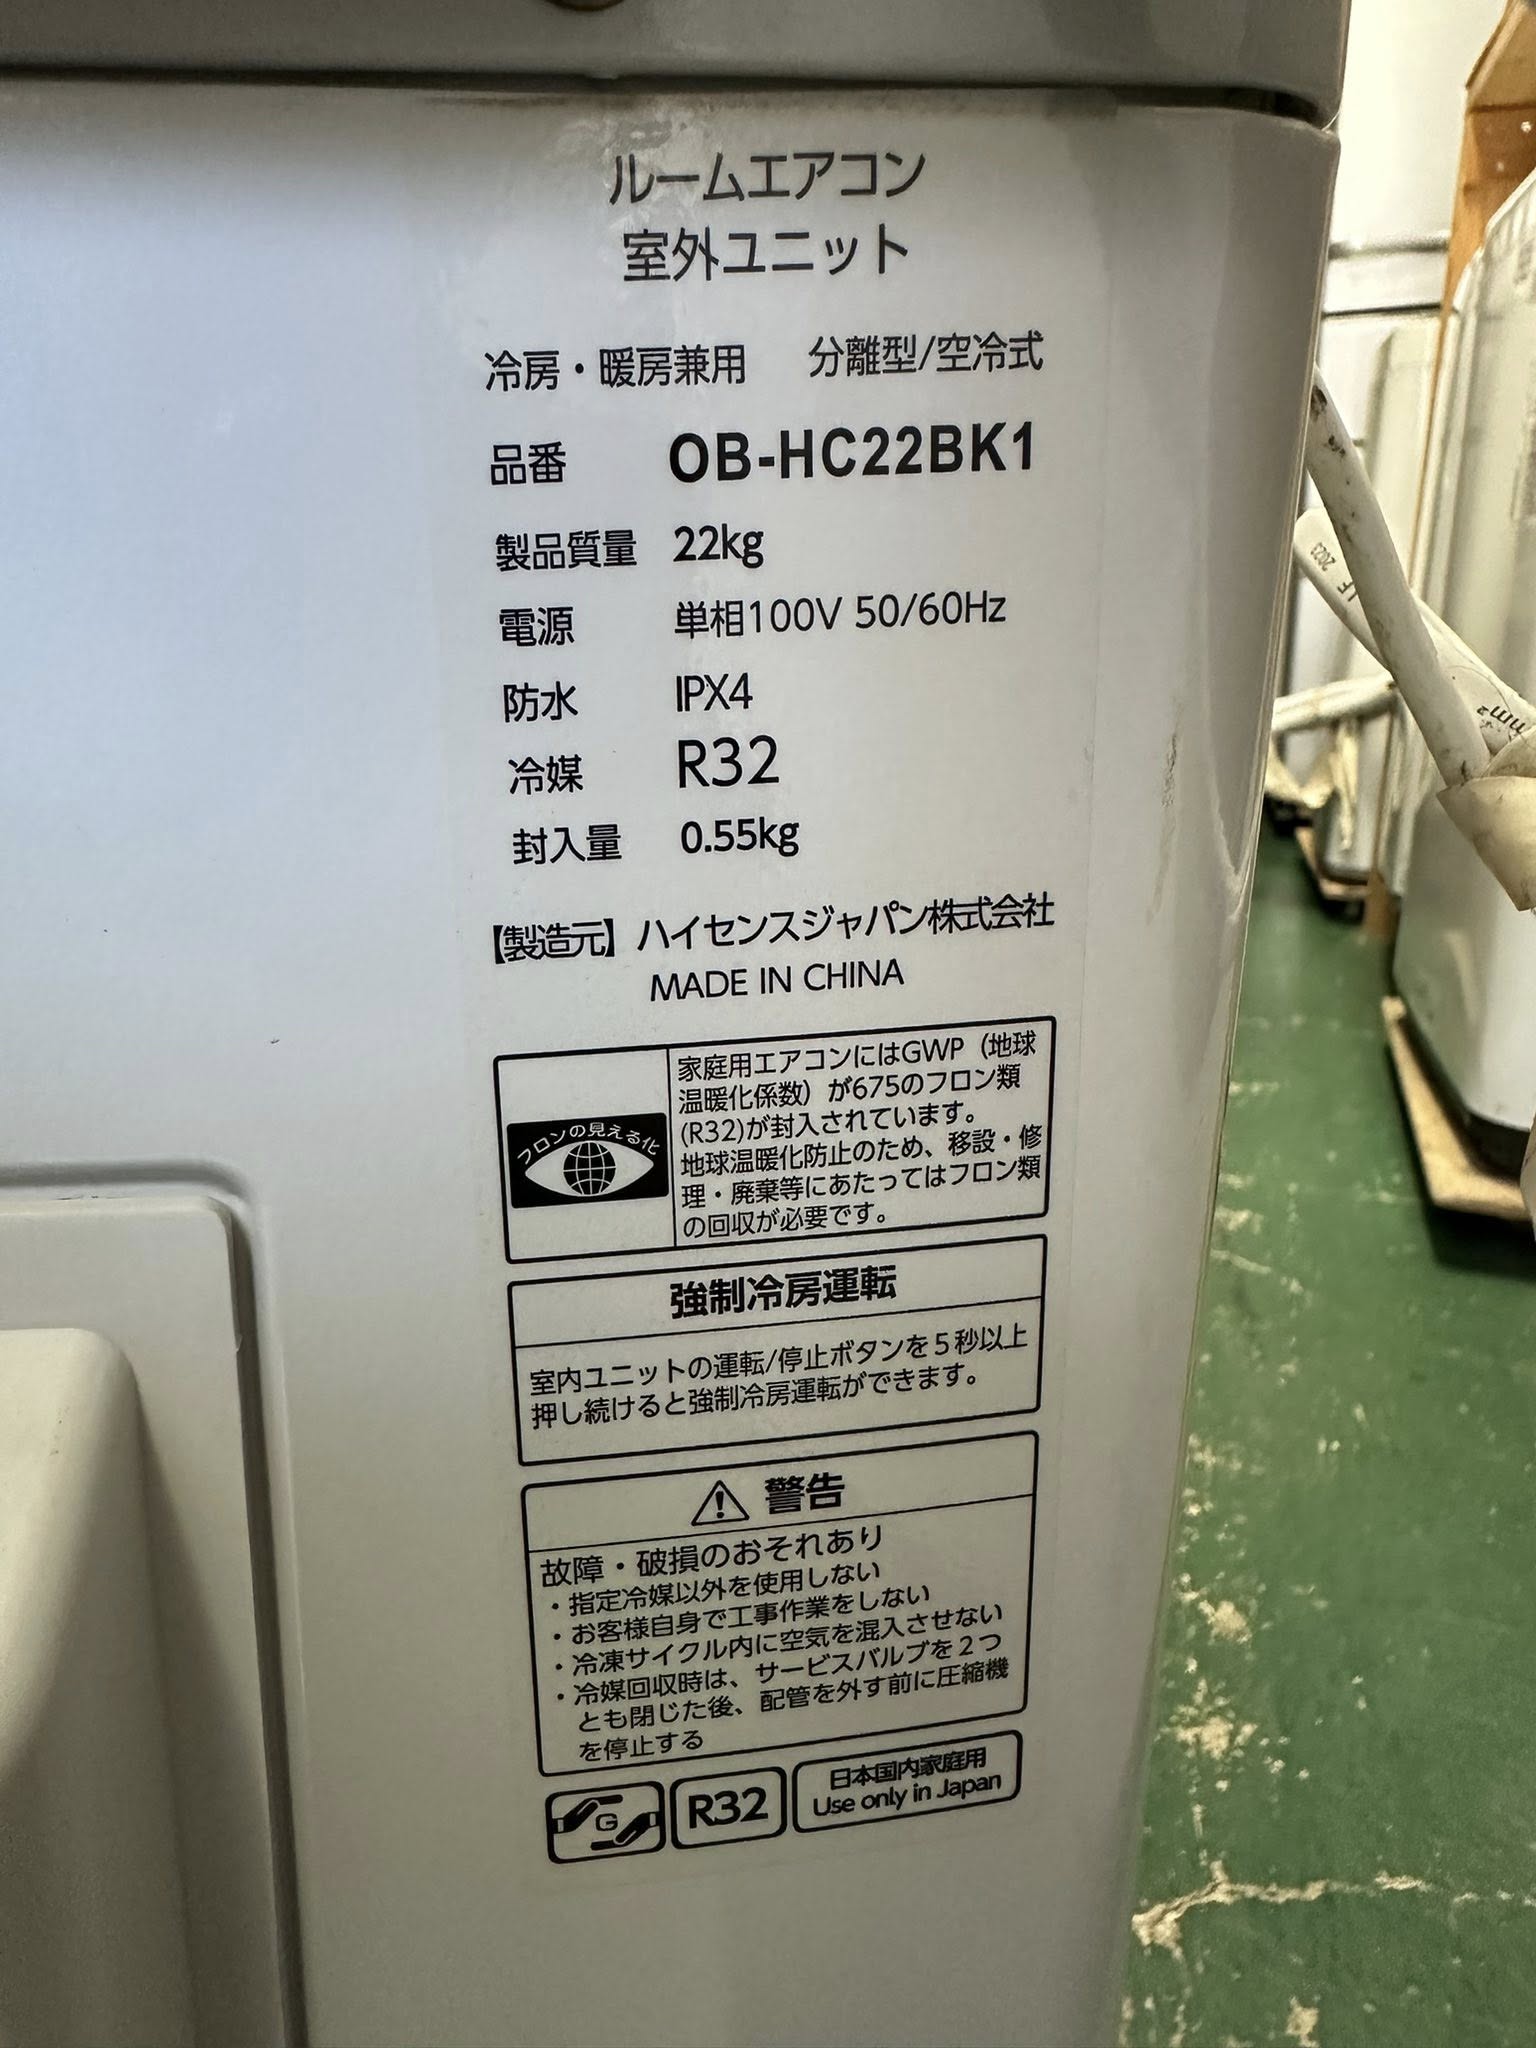 ルームエアコン
室外ユニット
冷房・暖房兼用 分離型/空冷式
品番 OB-HC22BK1
製品質量 22kg
電源 単相100V 50/60Hz
防水 IPX4
冷媒 R32
封入量 0.55kg
【製造元】ハイセンスジャパン株式会社
MADE IN CHINA
フロンの見える化
家庭用エアコンにはGWP（地球
温暖化係数）が675のフロン類
(R32)が封入されています。
地球温暖化防止のため、移設・修
理・廃棄等にあたってはフロン類
の回収が必要です。
強制冷房運転
室内ユニットの運転/停止ボタンを5秒以上
押し続けると強制冷房運転ができます。
警告
故障・破損のおそれあり
・指定冷媒以外を使用しない
・お客様自身で工事作業をしない
・冷凍サイクル内に空気を混入させない
・冷媒回収時は、サービスバルブを2つ
とも閉じた後、配管を外す前に圧縮機
を停止する
G
R32
日本国内家庭用
Use only in Japan
LF 2023
mm²